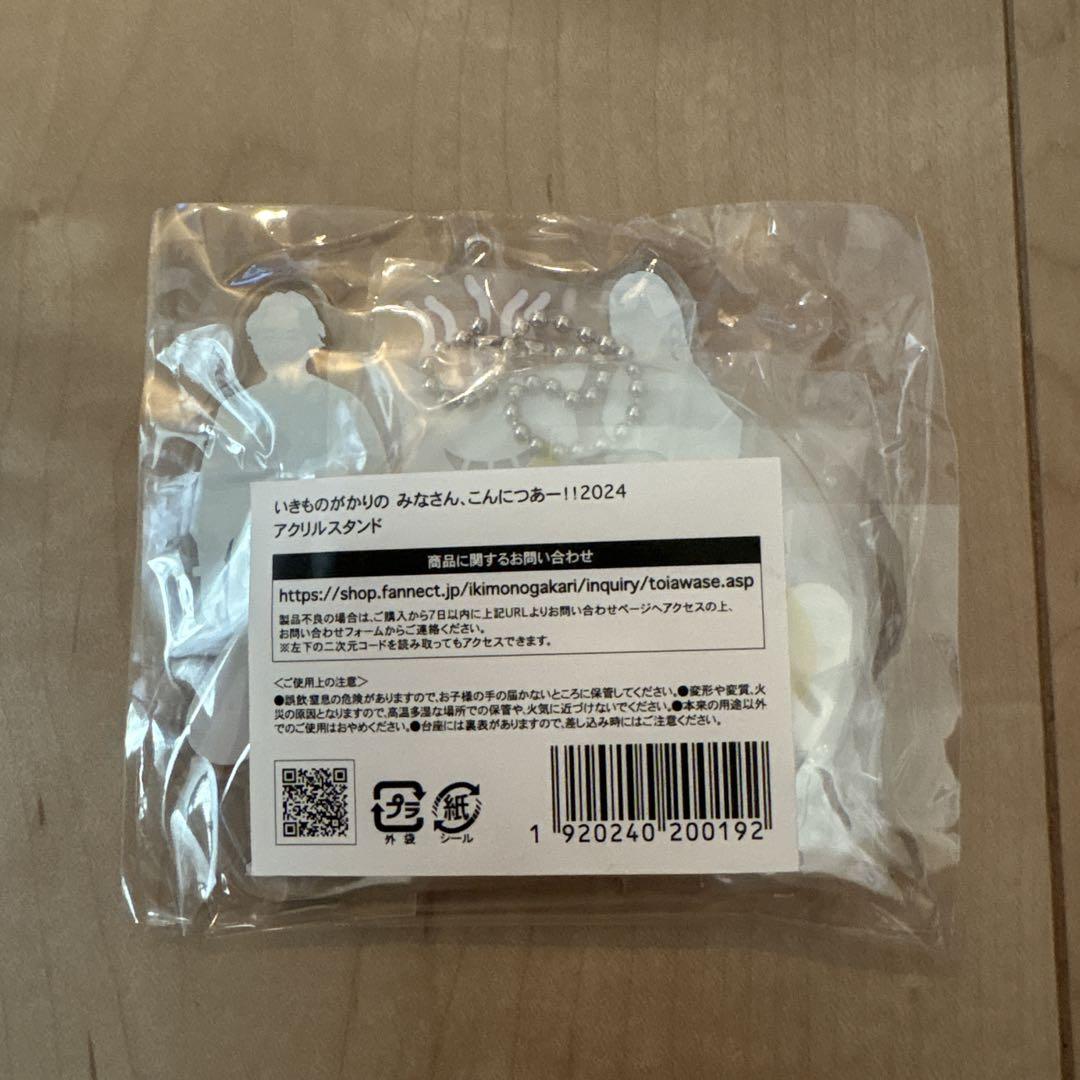 いきものがかりの みなさん、こんにつあー!!2024
アクリルスタンド
商品に関するお問い合わせ
https://shop.fannect.jp/ikimonogakari/inquiry/toiawase.asp
製品不良の場合は、ご購入から7日以内に上記URLよりお問い合わせページへアクセスの上、
お問い合わせフォームからご連絡ください。
※左下の二次元コードを読み取ってもアクセスできます。
<ご使用上の注意>
●誤飲・窒息の危険がありますので、お子様の手の届かないところに保管してください。●変形や変質、火
災の原因となりますので、高温多湿な場所での保管や、火気に近づけないでください。●本来の用途以外
でのご使用はおやめください。●台座には裏表がありますので、差し込み時にはご注意ください。
プラ
外袋
紙
シール
1 920240 200192